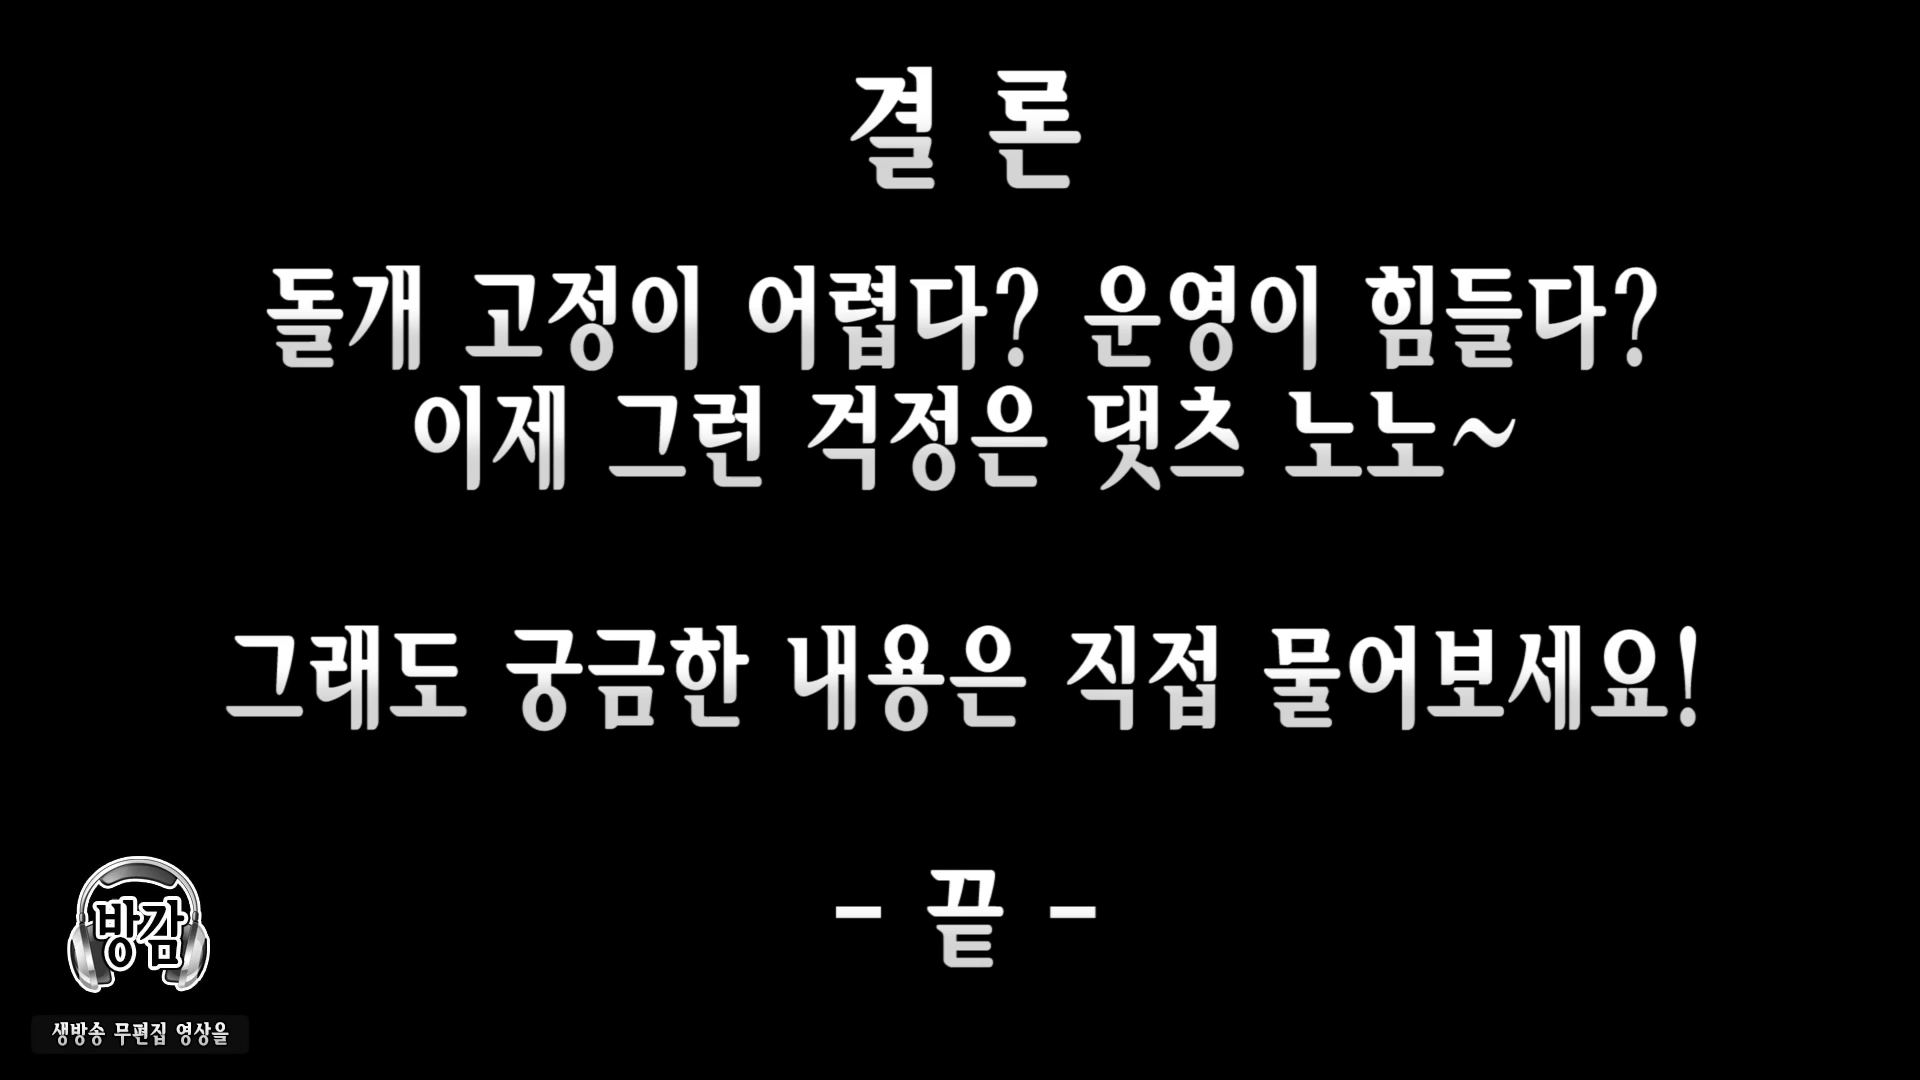 결 론
돌개 고정이 어렵다? 운영이 힘들다?
이제 그런 걱정은 댓츠 노노~
그래도 궁금한 내용은 직접 물어보세요!
- 끝 -
방감
생방송 무편집 영상을